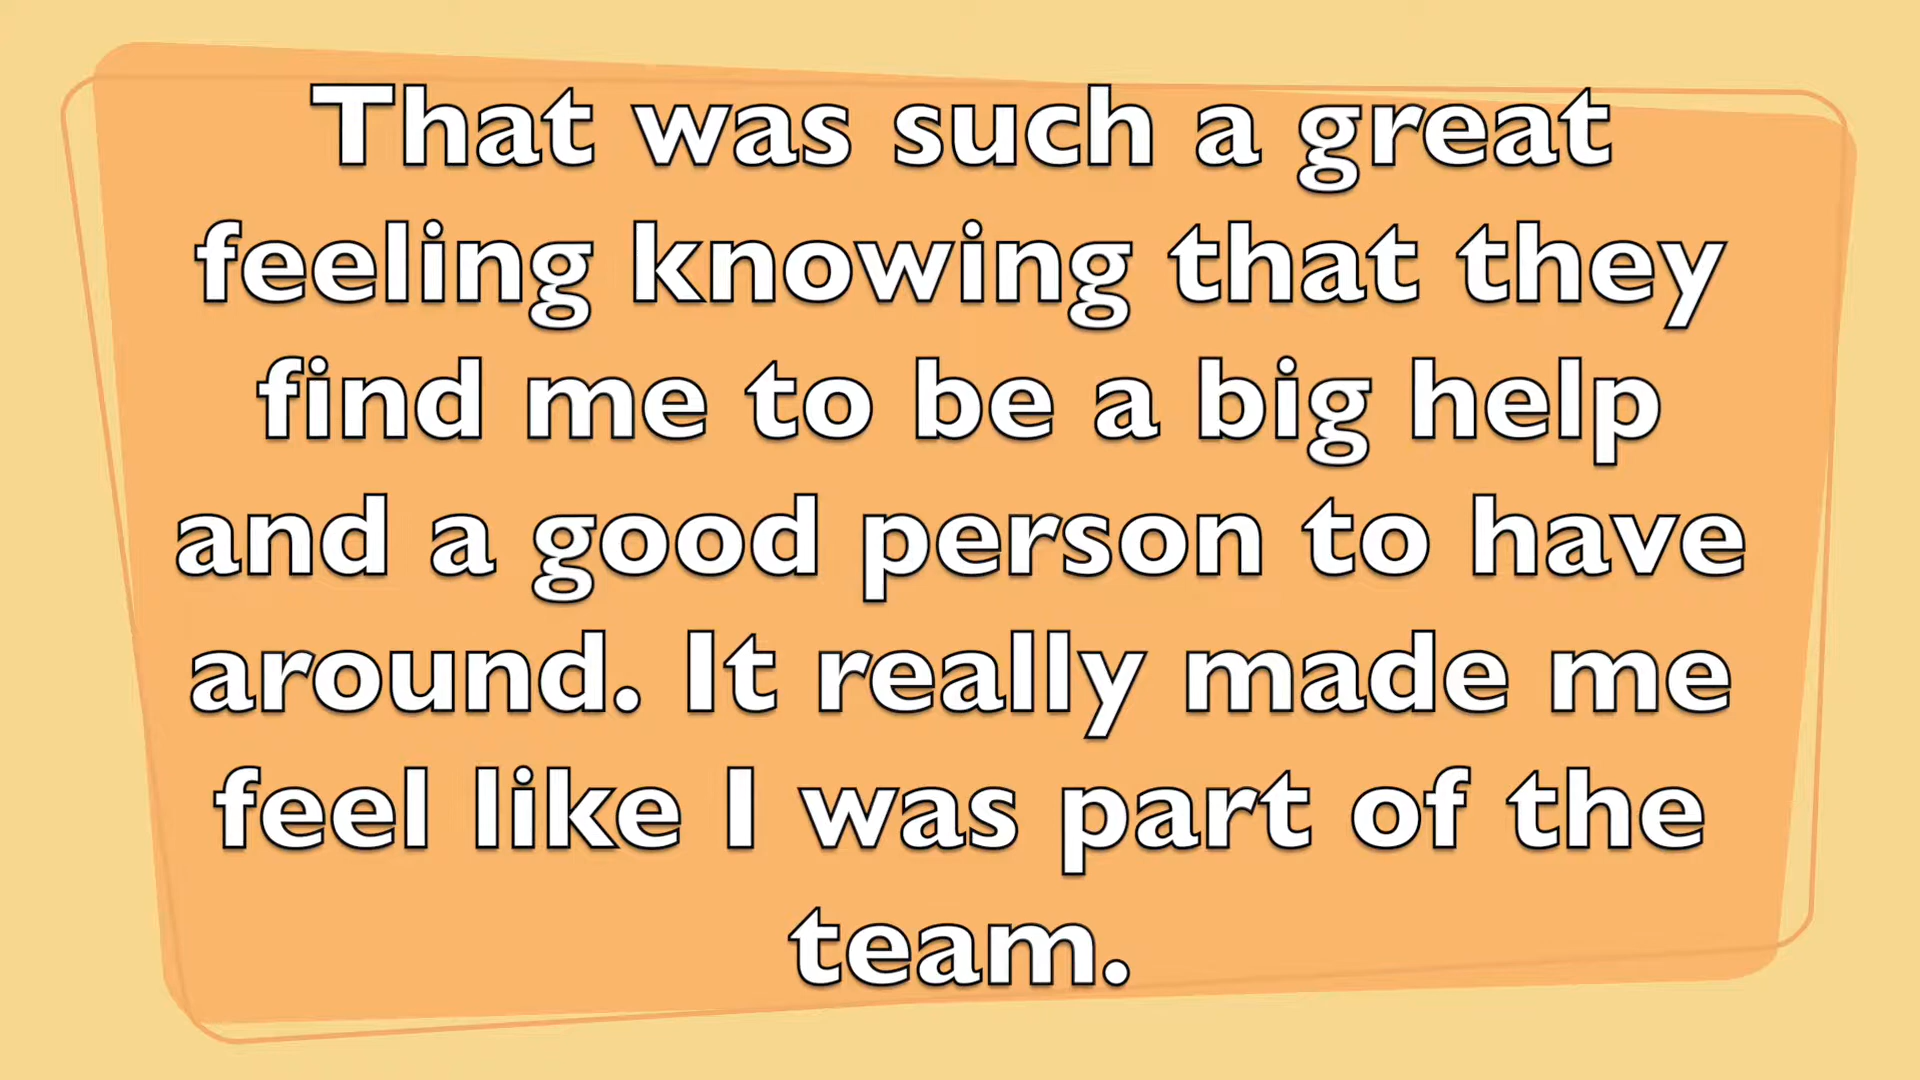 That was such a great
feeling knowing that they
find me to be a big help
and a good person to have
around. It really made me
feel like I was part of the
team.